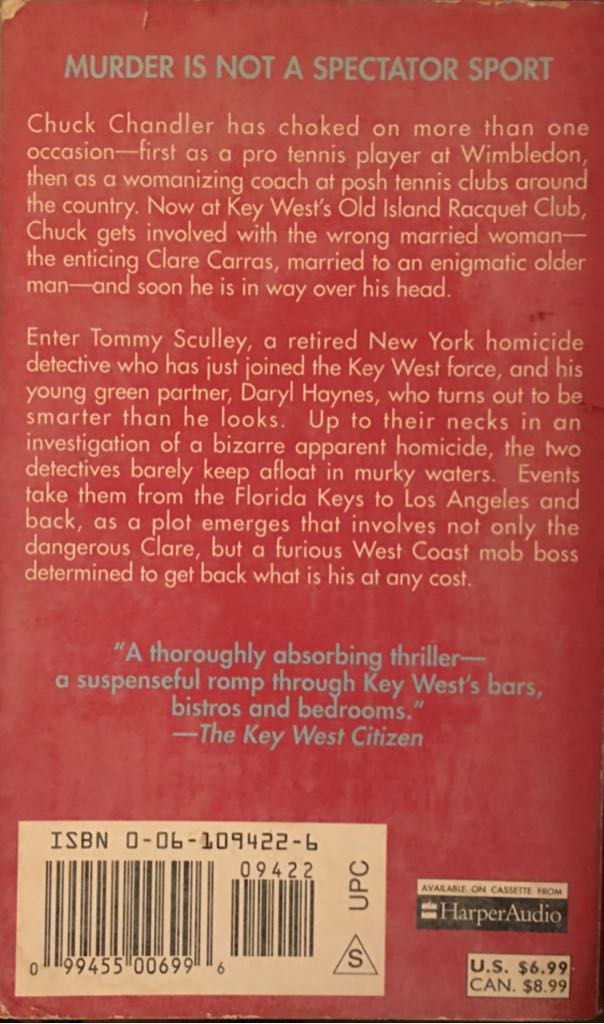 MURDER IS NOT A SPECTATOR SPORT
Chuck Chandler has choked on more than one
occasion—first as a pro tennis player at Wimbledon,
then as a womanizing coach at posh tennis clubs around
the country. Now at Key West's Old Island Racquet Club,
Chuck gets involved with the wrong married woman—
the enticing Clare Carras, married to an enigmatic older
man—and soon he is in way over his head.
Enter Tommy Sculley, a retired New York homicide
detective who has just joined the Key West force, and his
young green partner, Daryl Haynes, who turns out to be
smarter than he looks. Up to their necks in an
investigation of a bizarre apparent homicide, the two
detectives barely keep afloat in murky waters. Events
take them from the Florida Keys to Los Angeles and
back, as a plot emerges that involves not only the
dangerous Clare, but a furious West Coast mob boss
determined to get back what is his at any cost.
"A thoroughly absorbing thriller—
a suspenseful romp through Key West's bars,
bistros and bedrooms."
—The Key West Citizen
ISBN 0-06-109422-6
09422
UPC
S
0 99455 00699 6
AVAILABLE ON CASSETTE FROM
HarperAudio
U.S. $6.99
CAN. $8.99